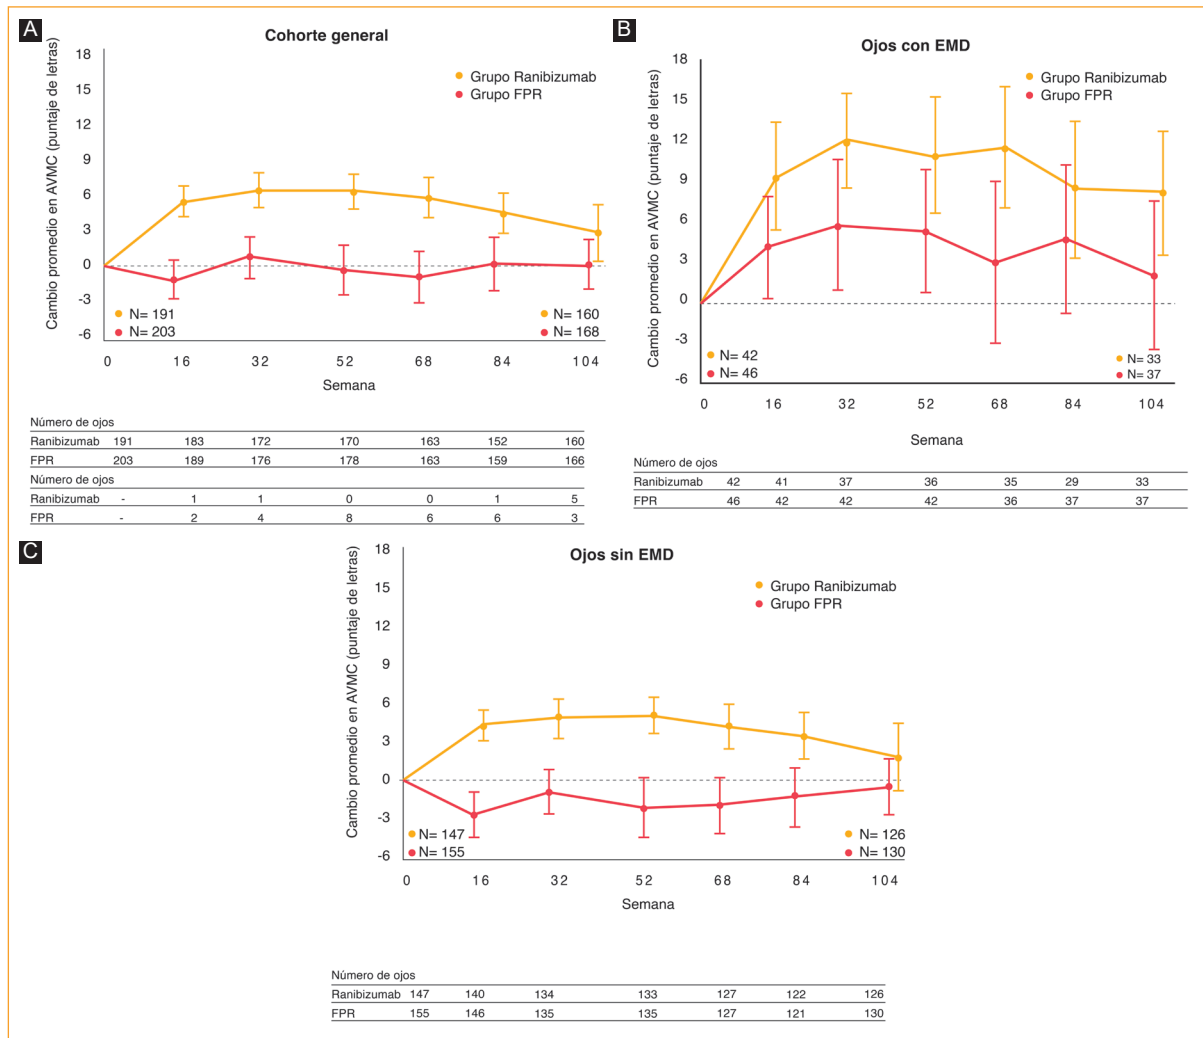 A
Cohorte general
Cambio promedio en AVMC (puntaje de letras)
18
15
12
9
6
3
0
-3
-6
Grupo Ranibizumab
Grupo FPR
N= 191
N= 203
N= 160
N= 168
0 16 32 52 68 84 104
Semana
Número de ojos
Ranibizumab 191 183 172 170 163 152 160
FPR 203 189 176 178 163 159 166
Número de ojos
Ranibizumab - 1 1 0 0 1 5
FPR - 2 4 8 6 6 3
B
Ojos con EMD
Cambio promedio en AVMC (puntaje de letras)
18
15
12
9
6
3
0
-3
-6
Grupo Ranibizumab
Grupo FPR
N= 42
N= 46
N= 33
N= 37
0 16 32 52 68 84 104
Semana
Número de ojos
Ranibizumab 42 41 37 36 35 29 33
FPR 46 42 42 42 36 37 37
C
Ojos sin EMD
Cambio promedio en AVMC (puntaje de letras)
18
15
12
9
6
3
0
-3
-6
Grupo Ranibizumab
Grupo FPR
N= 147
N= 155
N= 126
N= 130
0 16 32 52 68 84 104
Semana
Número de ojos
Ranibizumab 147 140 134 133 127 122 126
FPR 155 146 135 135 127 121 130